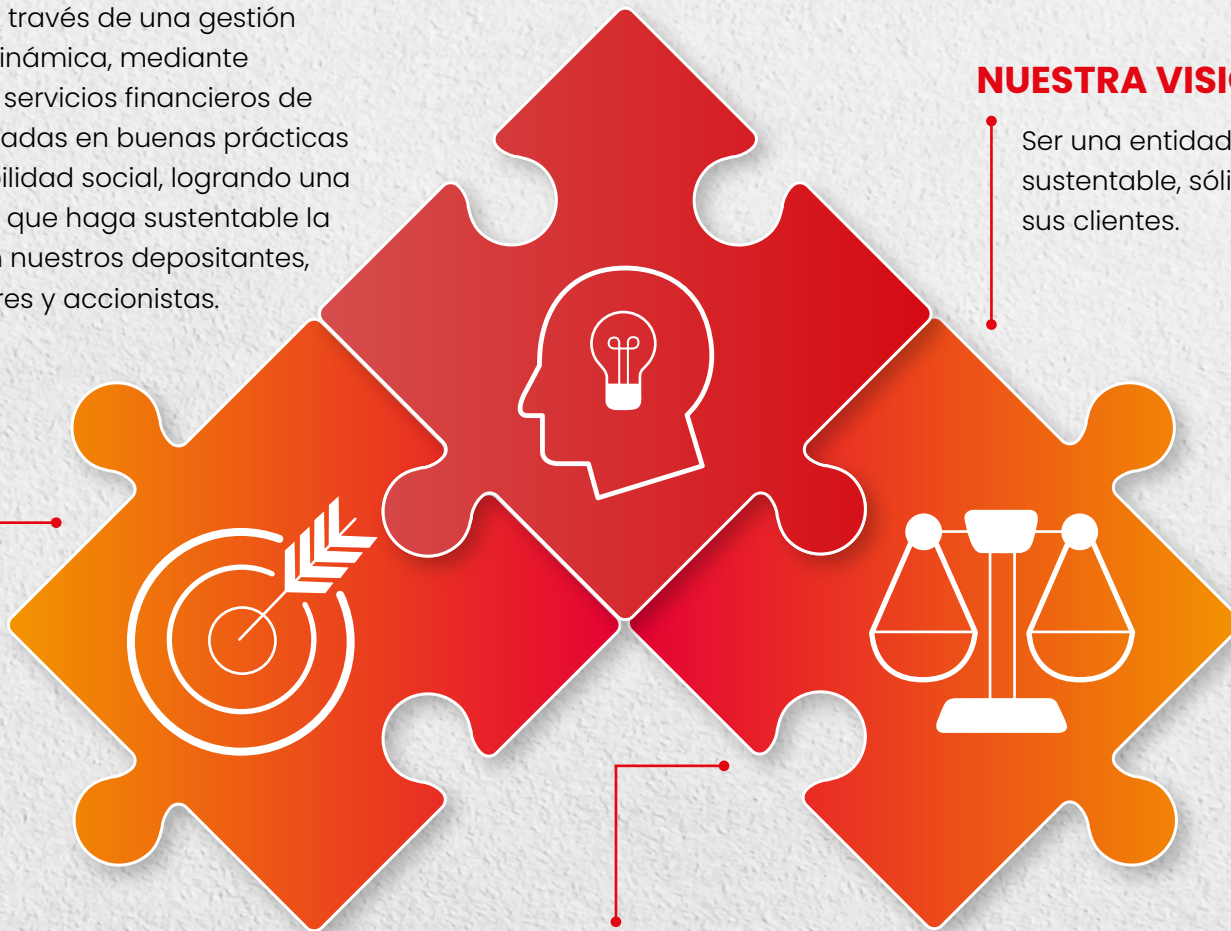 través de una gestión
inámica, mediante
servicios financieros de
adas en buenas prácticas
ilidad social, logrando una
que haga sustentable la
nuestros depositantes,
res y accionistas.
NUESTRA VISIÓ
Ser una entidad
sustentable, sóli
sus clientes.